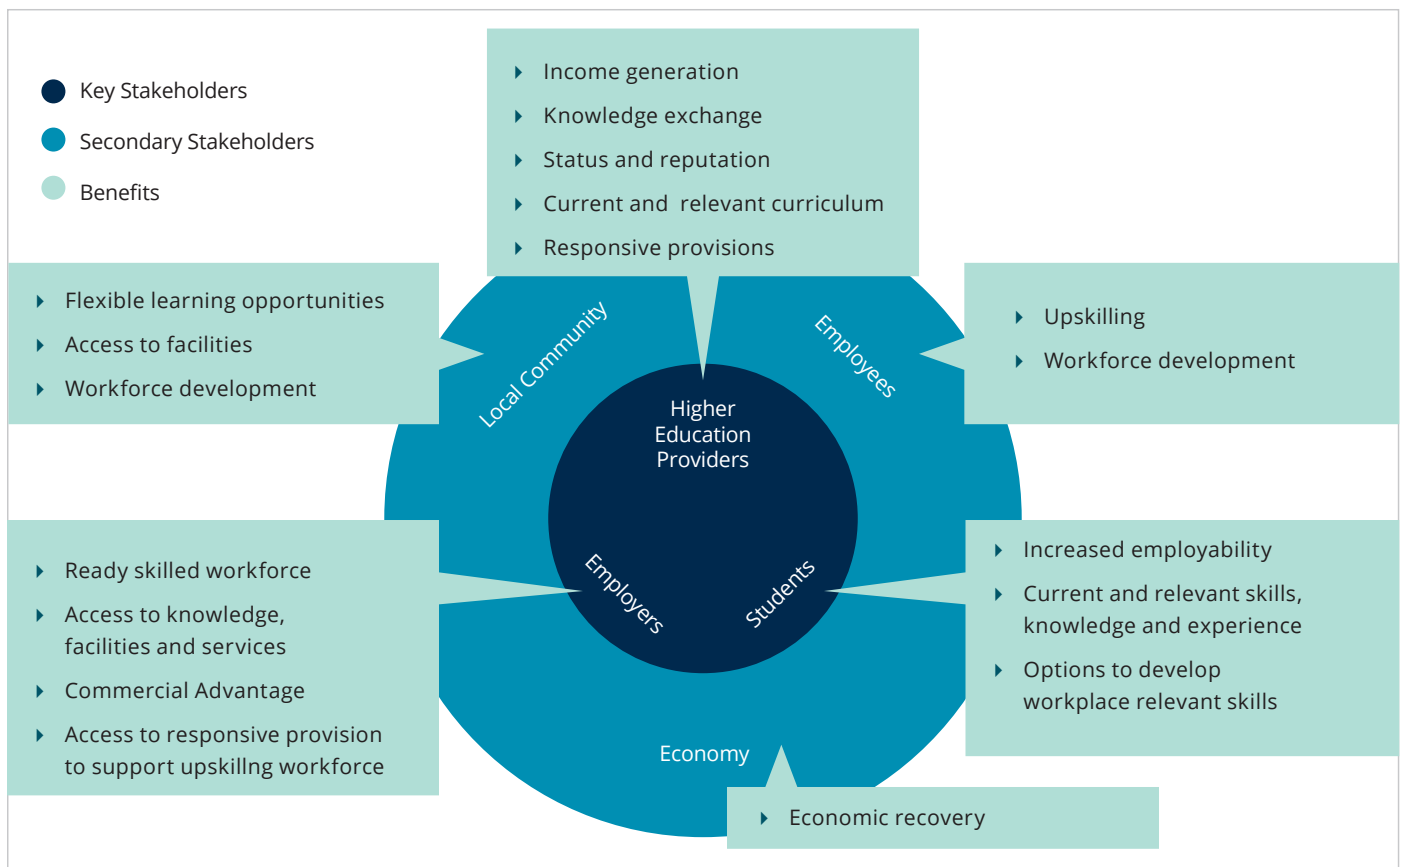 Key Stakeholders
Secondary Stakeholders
Benefits
Income generation
Knowledge exchange
Status and reputation
Current and  relevant curriculum
Responsive provisions
Flexible learning opportunities
Access to facilities
Workforce development
Local Community
Employees
Upskilling
Workforce development
Higher
Education
Providers
Employers
Students
Ready skilled workforce
Access to knowledge,
facilities and services
Commercial Advantage
Access to responsive provision
to support upskillng workforce
Increased employability
Current and relevant skills,
knowledge and experience
Options to develop
workplace relevant skills
Economy
Economic recovery